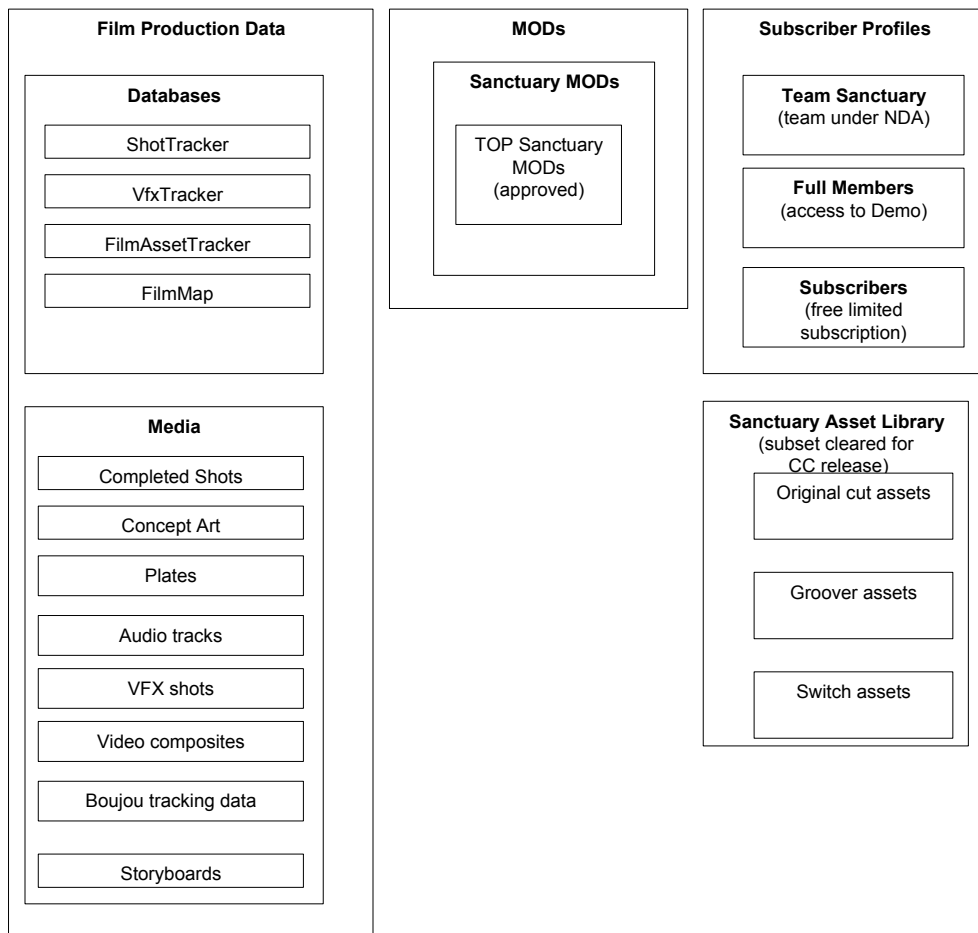 Film Production Data
Databases
ShotTracker
VfxTracker
FilmAssetTracker
FilmMap
Media
Completed Shots
Concept Art
Plates
Audio tracks
VFX shots
Video composites
Boujou tracking data
Storyboards
MODs
Sanctuary MODs
TOP Sanctuary
MODs
(approved)
Subscriber Profiles
Team Sanctuary
(team under NDA)
Full Members
(access to Demo)
Subscribers
(free limited
subscription)
Sanctuary Asset Library
(subset cleared for
CC release)
Original cut assets
Groover assets
Switch assets